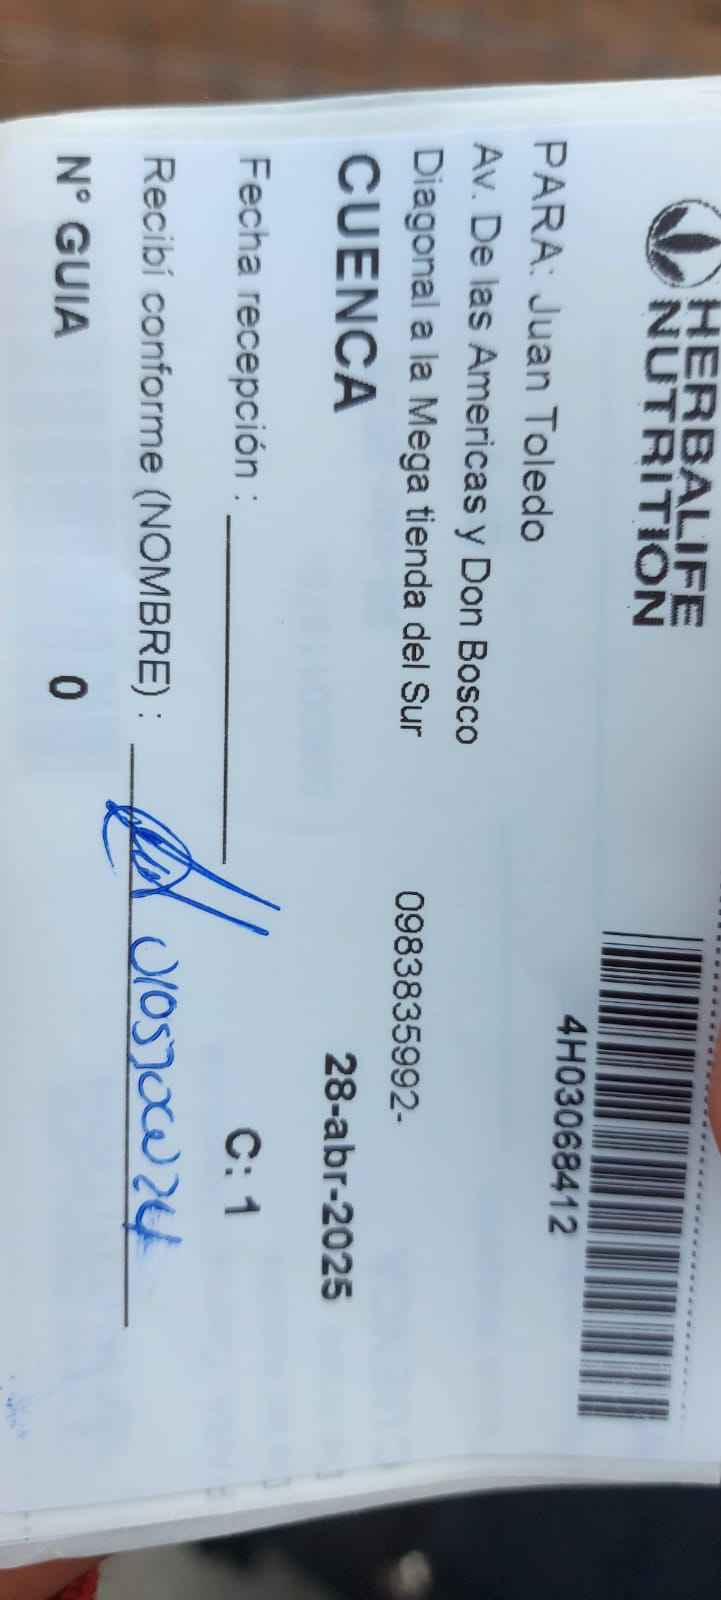 HERBALIFE
NUTRITION
4H03068412
PARA: Juan Toledo
Av. De las Americas y Don Bosco
Diagonal a la Mega tienda del Sur 0983835992-
CUENCA 28-abr-2025
Fecha recepción : C: 1
Recibí conforme (NOMBRE) :
N° GUIA 0